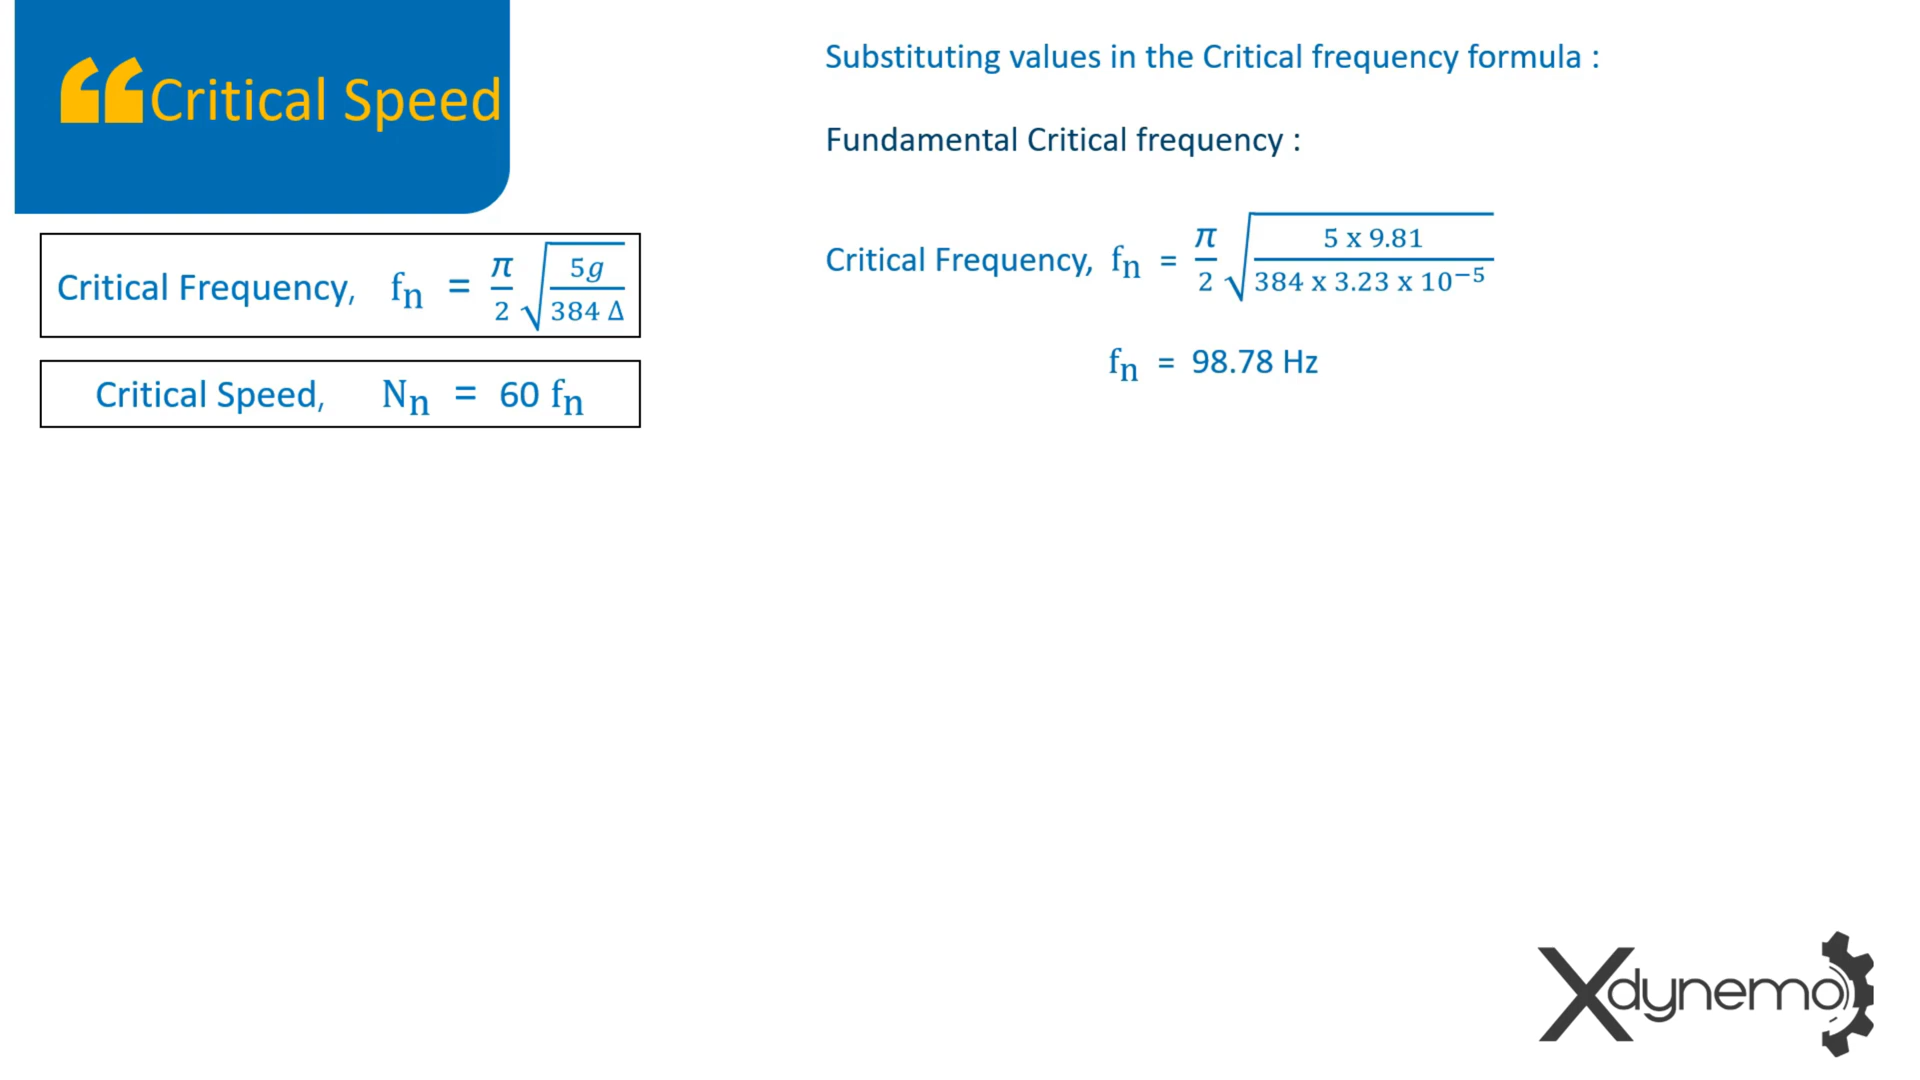 “Critical Speed
Critical Frequency, fₙ = π/2 √(5g / 384 Δ)
Critical Speed, Nₙ = 60 fₙ
Substituting values in the Critical frequency formula :
Fundamental Critical frequency :
Critical Frequency, fₙ = π/2 √(5 x 9.81 / 384 x 3.23 x 10⁻⁵)
fₙ = 98.78 Hz
Xdynemo